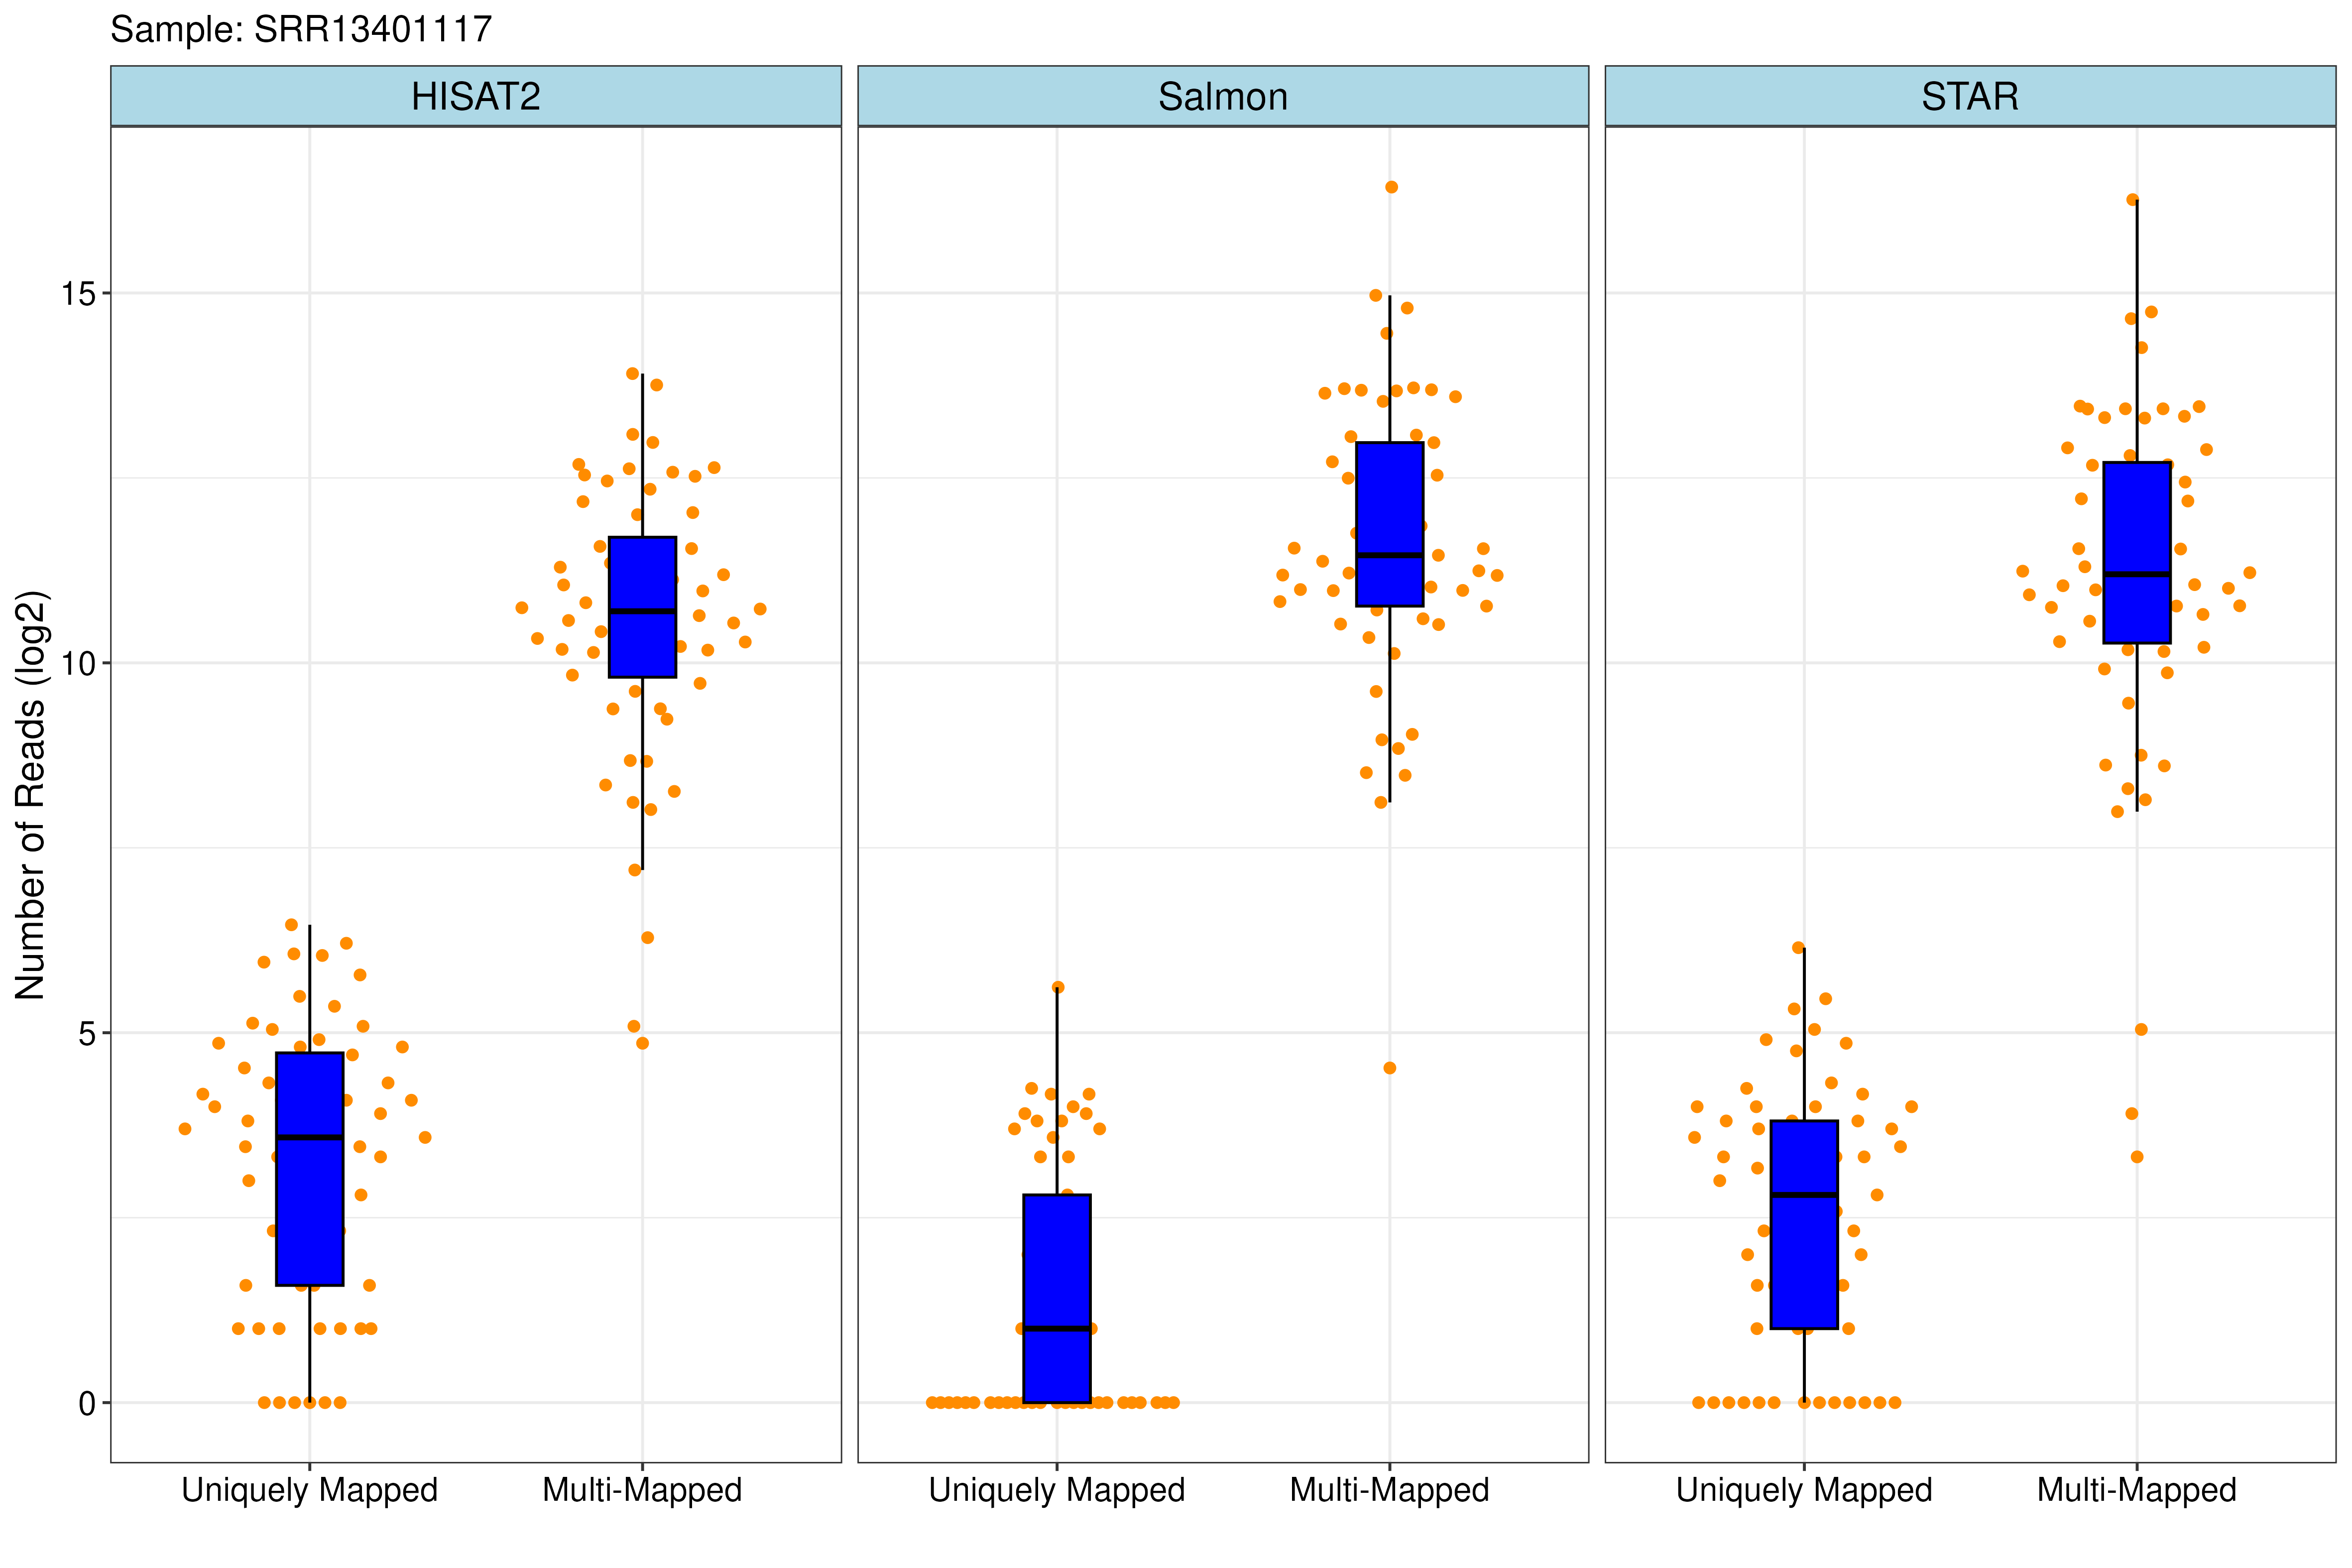 Sample: SRR13401117
HISAT2
Salmon
STAR
Number of Reads (log2)
15
10
5
0
Uniquely Mapped
Multi-Mapped
Uniquely Mapped
Multi-Mapped
Uniquely Mapped
Multi-Mapped